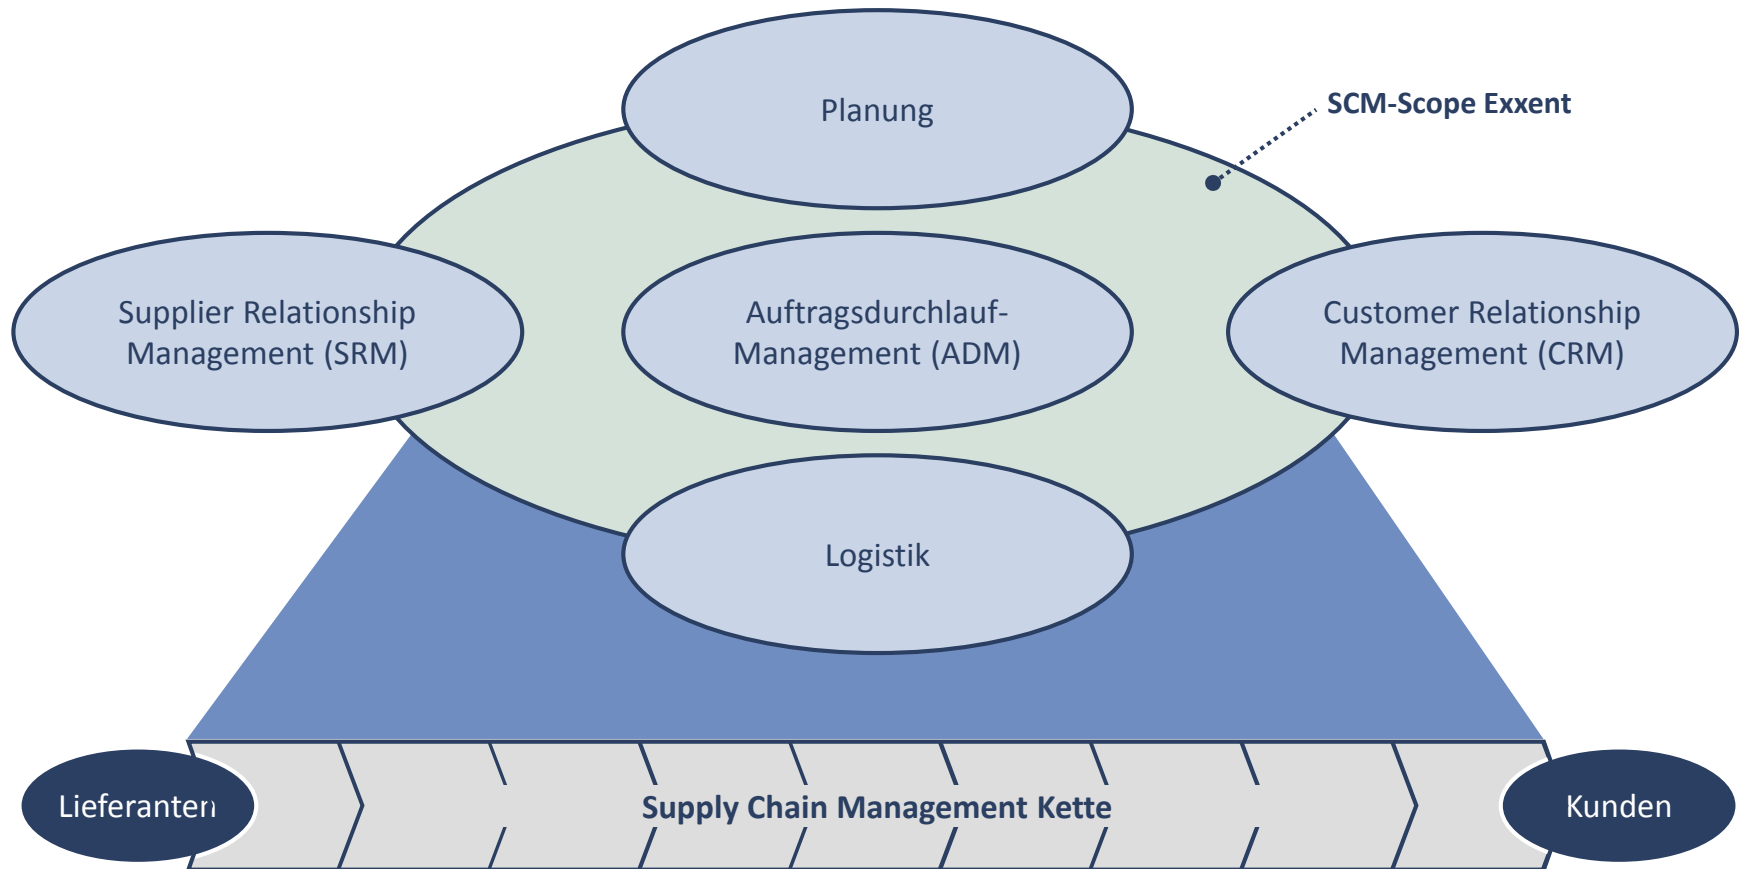 Planung
SCM-Scope Exxent
Supplier Relationship
Management (SRM)
Auftragsdurchlauf-
Management (ADM)
Customer Relationship
Management (CRM)
Logistik
Lieferanten
Supply Chain Management Kette
Kunden